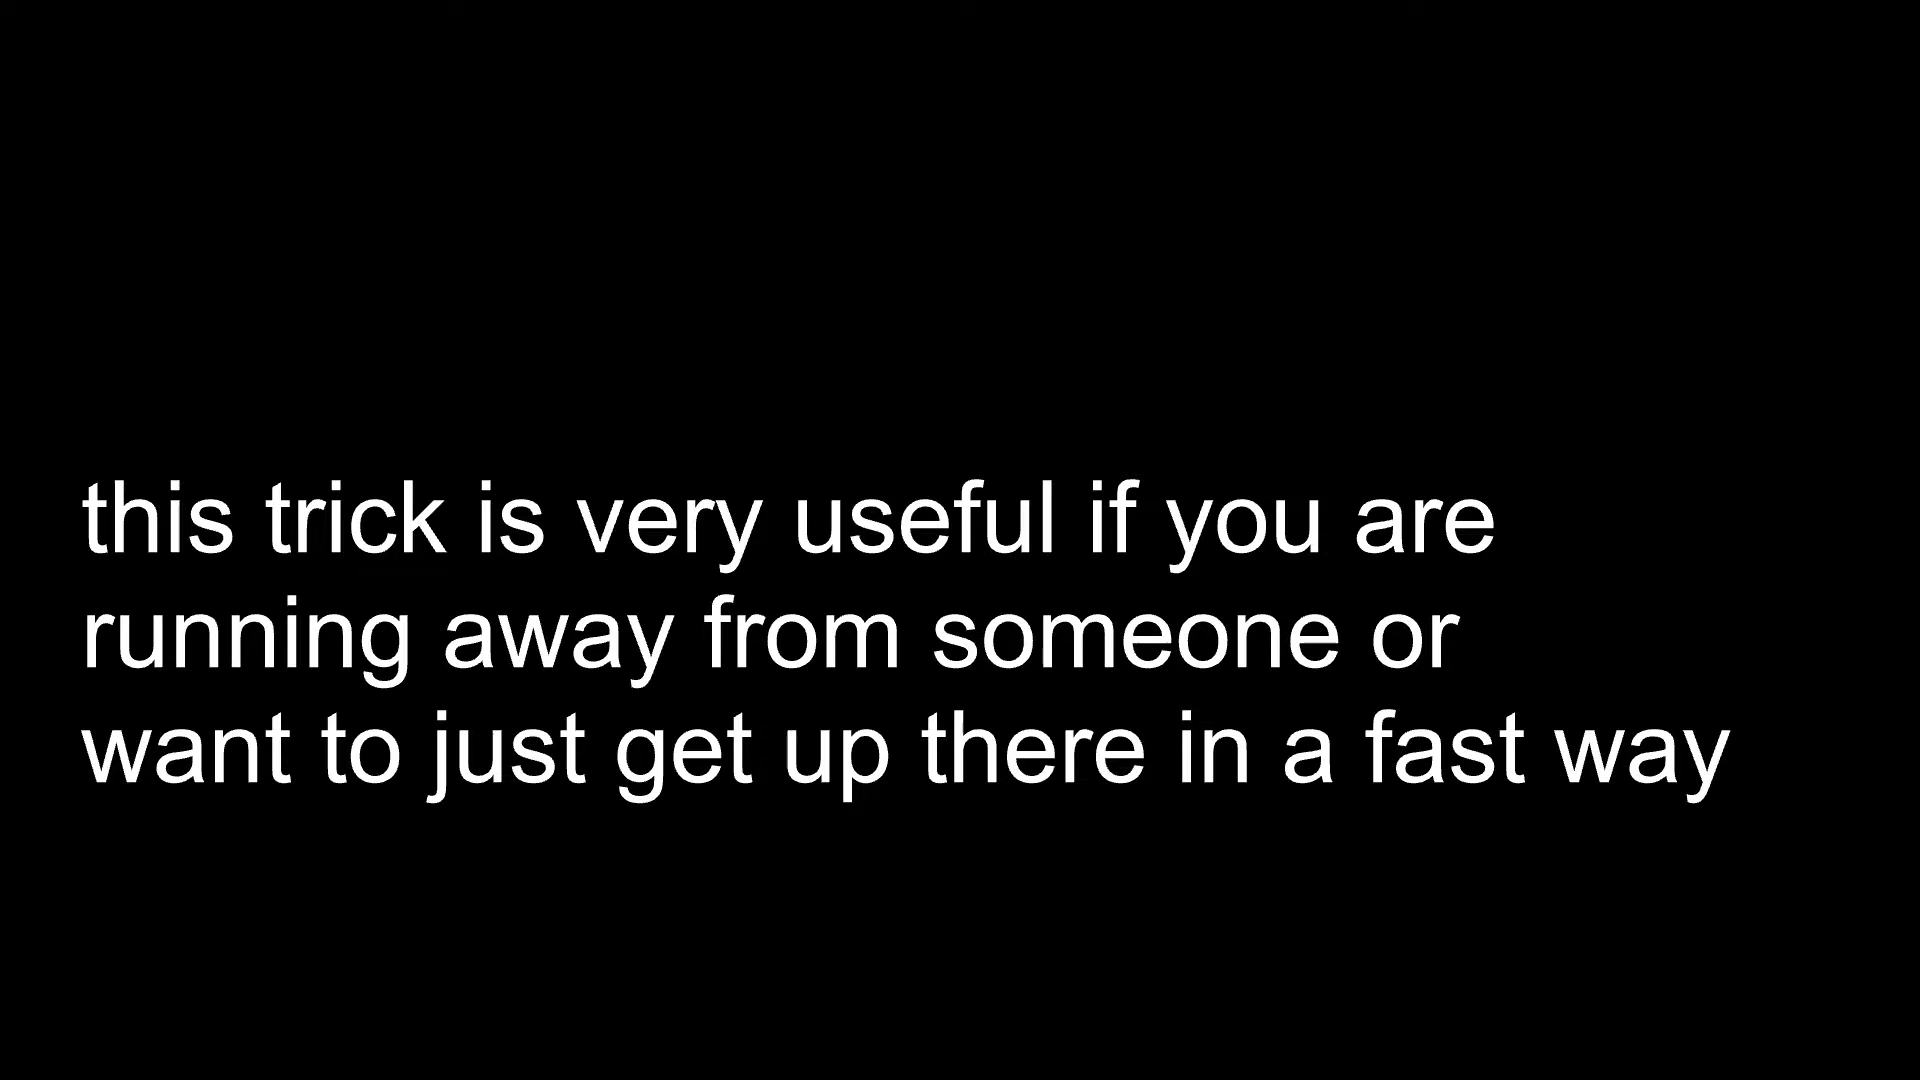 this trick is very useful if you are
running away from someone or
want to just get up there in a fast way